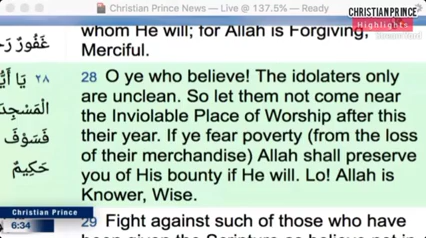 Christian Prince News — Live @ 137.5% — Ready
CHRISTIANPRINCE
Highlights
whom He will; for Allah is Forgiving,
Merciful.
غَفُورٌ
٢٨ يَا
28 O ye who believe! The idolaters only
are unclean. So let them not come near
the Inviolable Place of Worship after this
their year. If ye fear poverty (from the loss
of their merchandise) Allah shall preserve
you of His bounty if He will. Lo! Allah is
Knower, Wise.
الْمَسْجِدَ
فَسَوْفَ
حَكِيمٌ
Christian Prince
6:34
29 Fight against such of those who have